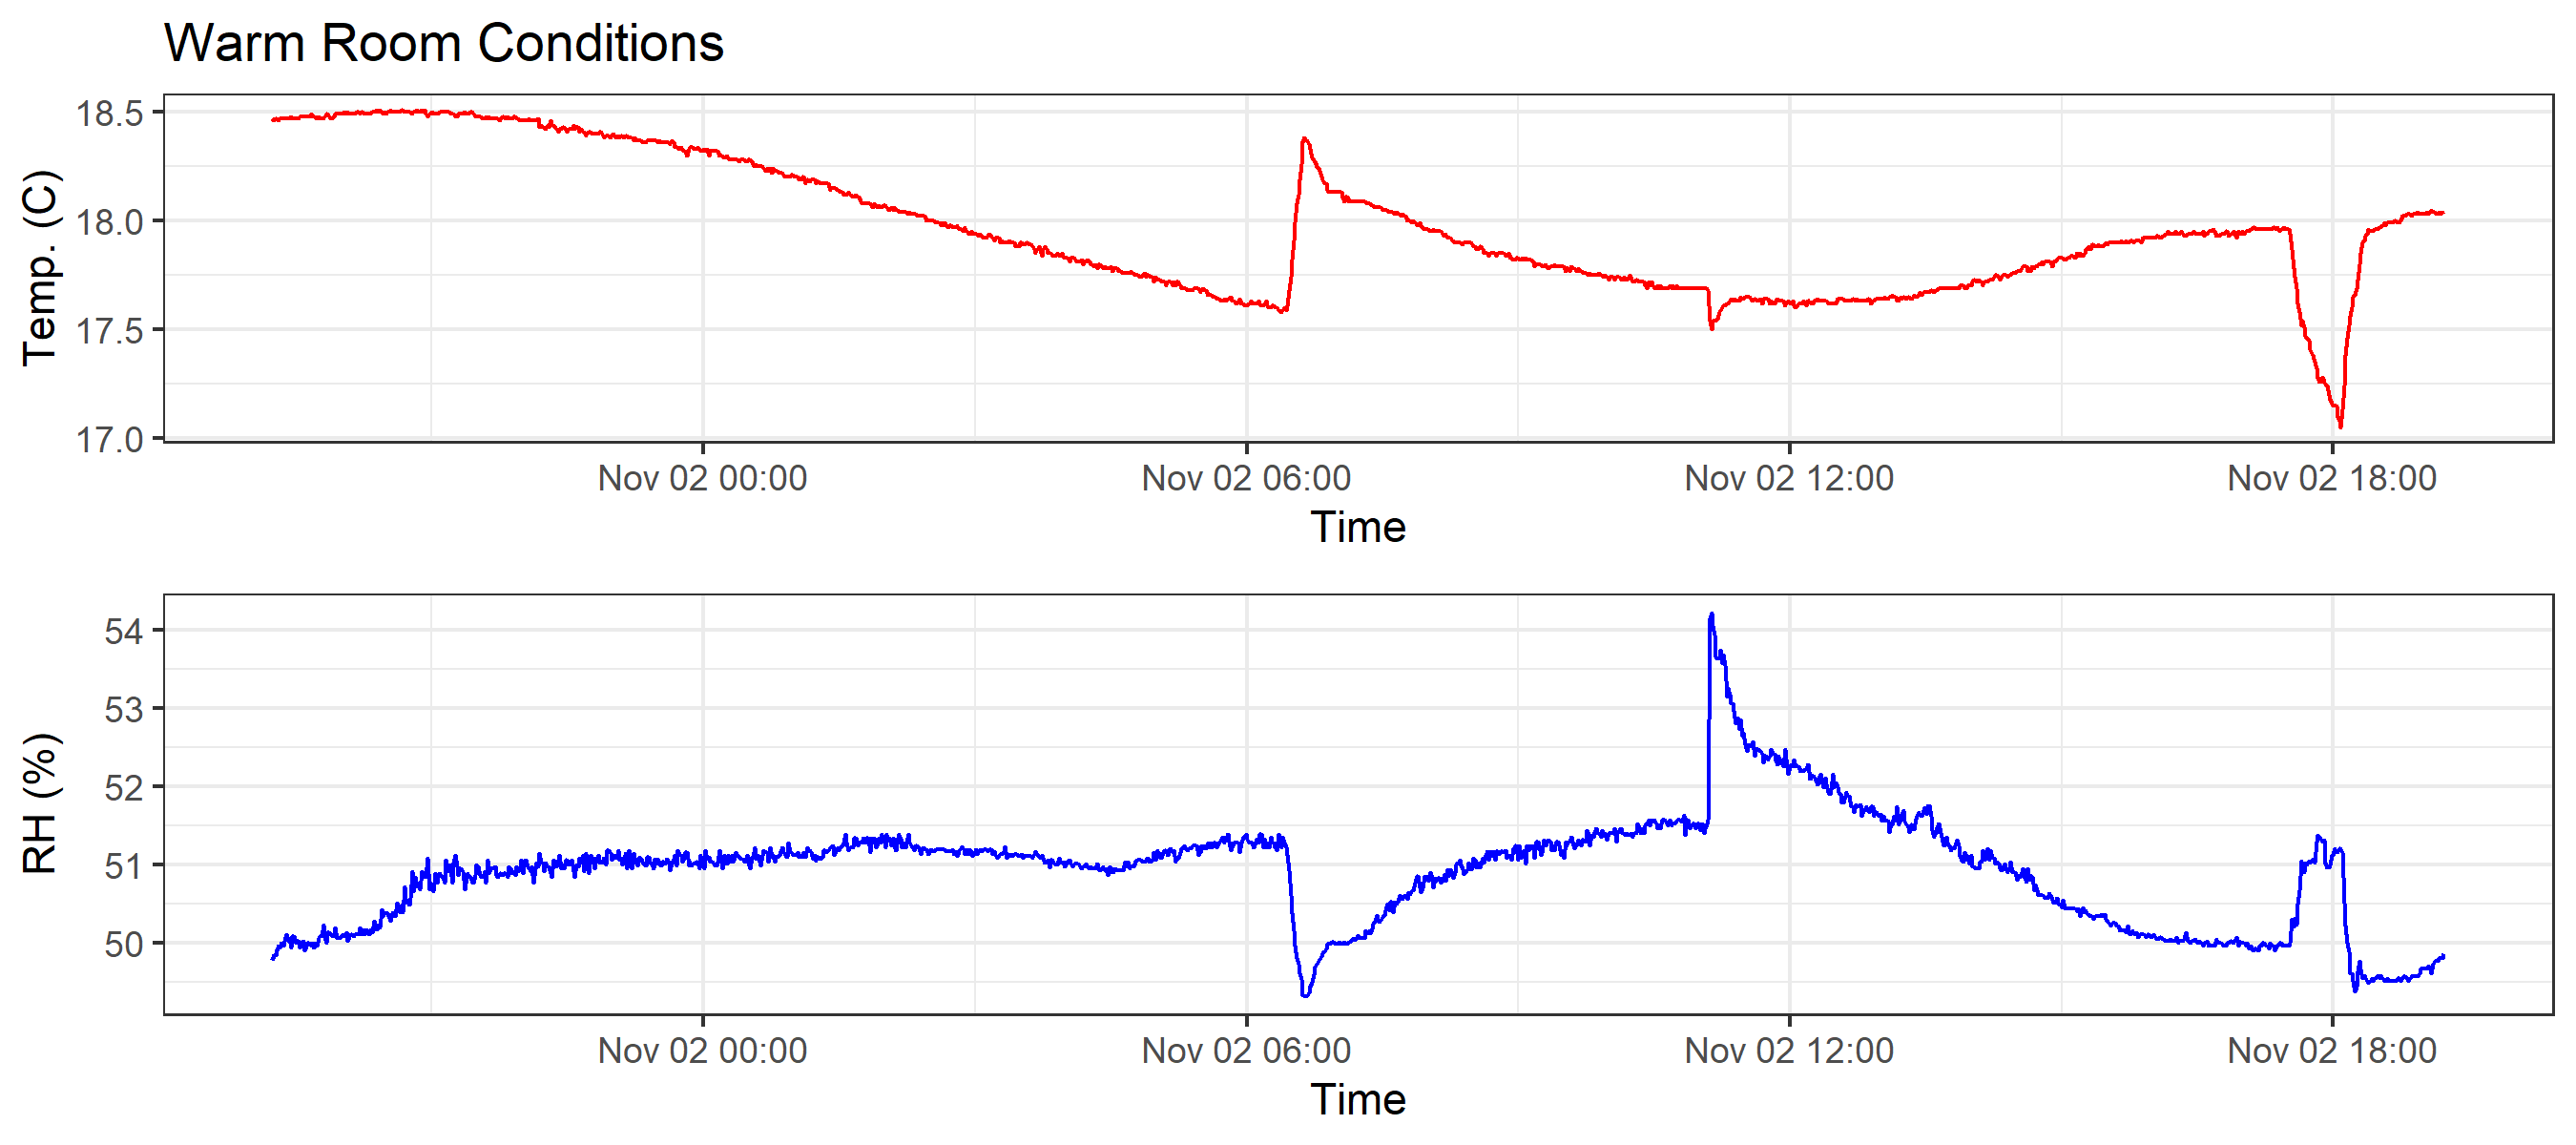 Warm Room Conditions
18.5
18.0
17.5
17.0
Temp. (C)
Nov 02 00:00 Nov 02 06:00 Nov 02 12:00 Nov 02 18:00
Time
54
53
52
51
50
RH (%)
Nov 02 00:00 Nov 02 06:00 Nov 02 12:00 Nov 02 18:00
Time